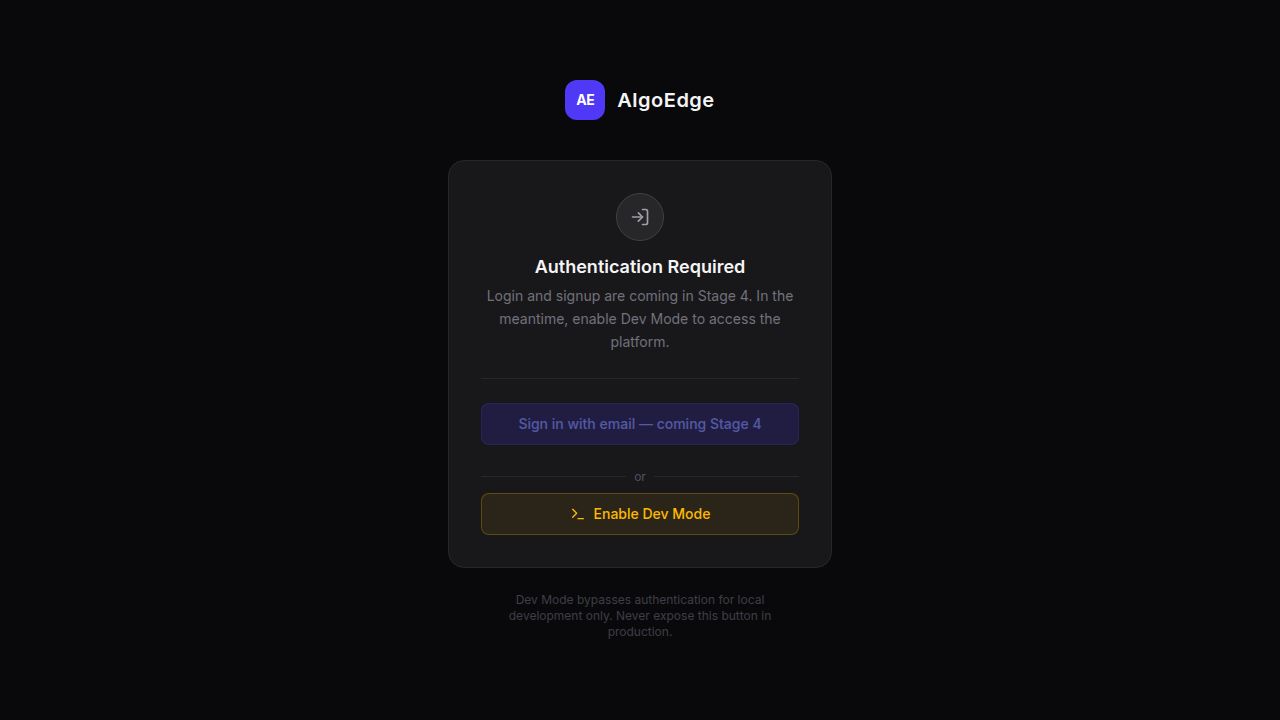 AE AlgoEdge
Authentication Required
Login and signup are coming in Stage 4. In the
meantime, enable Dev Mode to access the
platform.
Sign in with email — coming Stage 4
or
Enable Dev Mode
Dev Mode bypasses authentication for local
development only. Never expose this button in
production.